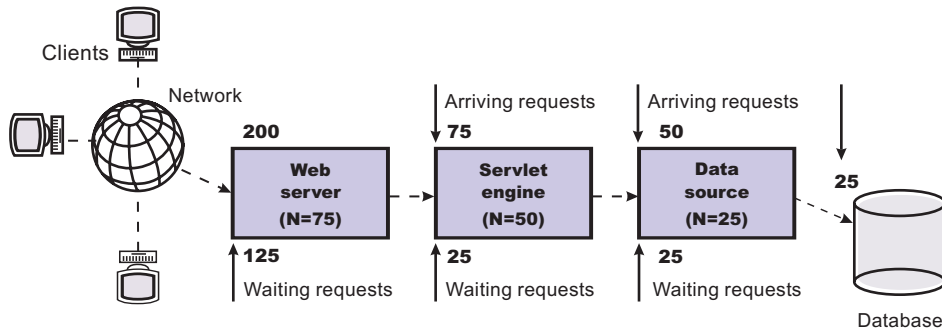 Clients
Network
200
Web
server
(N=75)
125
Waiting requests
Arriving requests
75
Servlet
engine
(N=50)
25
Waiting requests
Arriving requests
50
Data
source
(N=25)
25
Waiting requests
25
Database